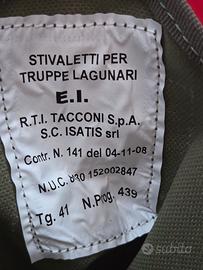 STIVALETTI PER
TRUPPE LAGUNARI
E.I.
R.T.I. TACCONI S.p.A.
S.C. ISATIS srl
Contr. N. 141 del 04-11-08
N.U.C. 8430 152002847
Tg. 41 N.Prog. 439
subito